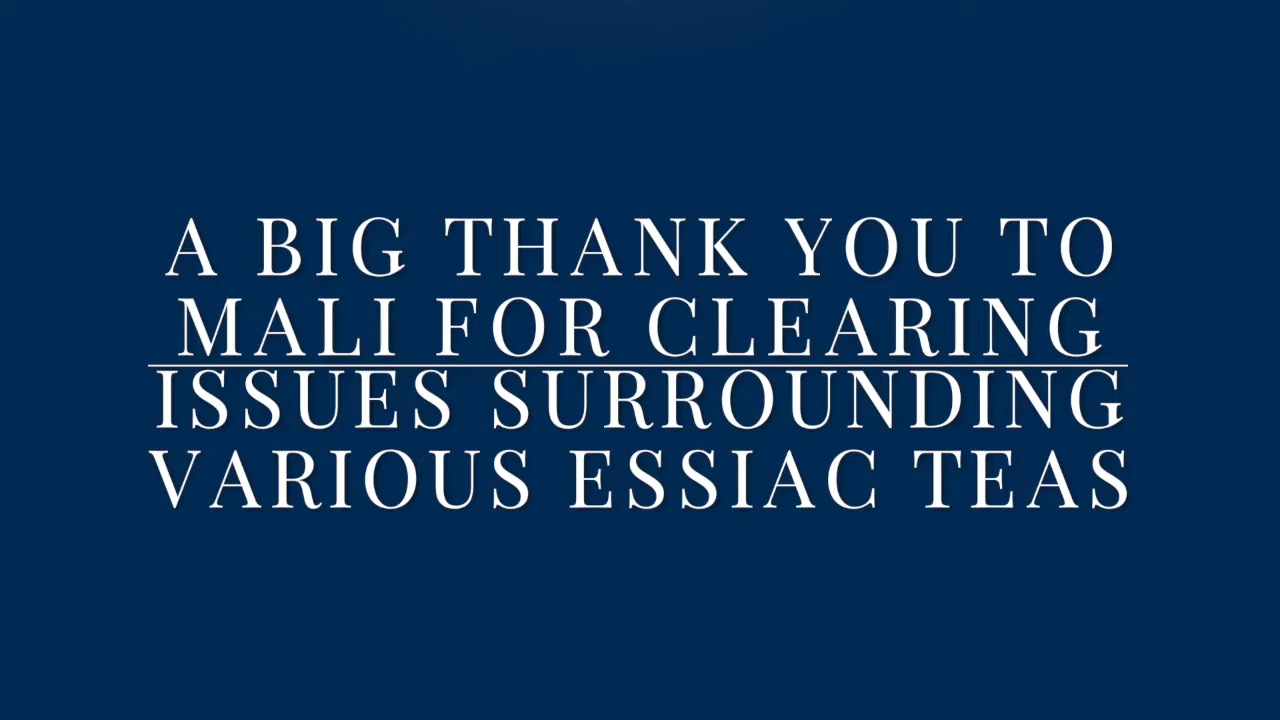 A BIG THANK YOU TO
MALI FOR CLEARING
ISSUES SURROUNDING
VARIOUS ESSIAC TEAS